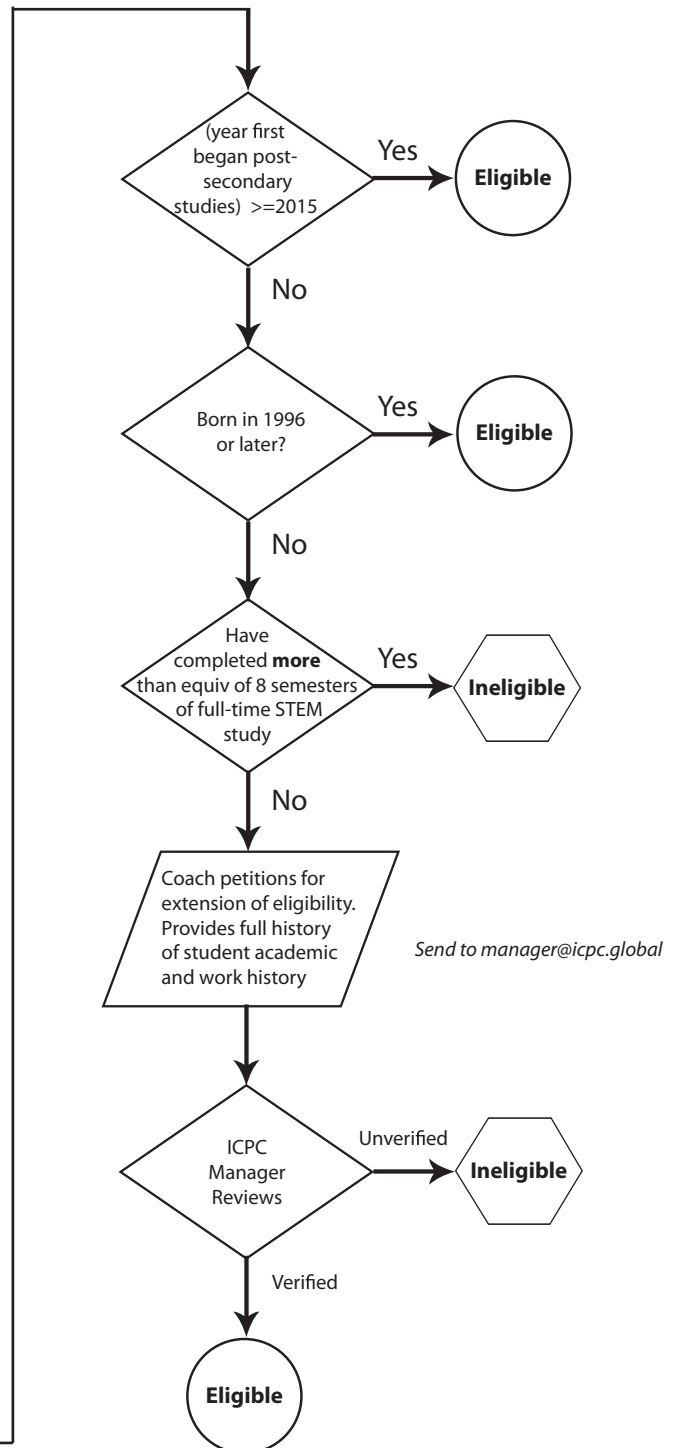 (year first
began post-
secondary
studies) >=2015
Yes
Eligible
No
Born in 1996
or later?
Yes
Eligible
No
Have
completed more
than equiv of 8 semesters
of full-time STEM
study
Yes
Ineligible
No
Coach petitions for
extension of eligibility.
Provides full history
of student academic
and work history
Send to manager@icpc.global
ICPC
Manager
Reviews
Unverified
Ineligible
Verified
Eligible